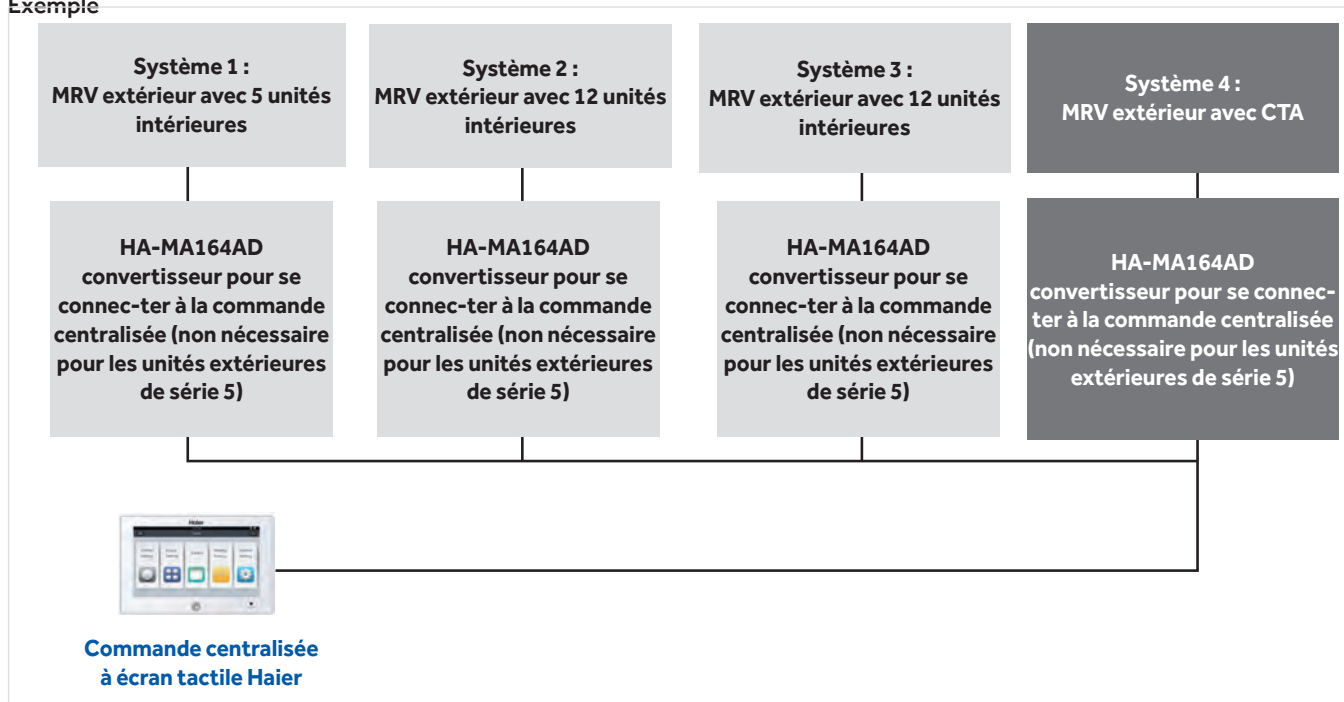 Exemple
Système 1 :
MRV extérieur avec 5 unités
intérieures
Système 2 :
MRV extérieur avec 12 unités
intérieures
Système 3 :
MRV extérieur avec 12 unités
intérieures
Système 4 :
MRV extérieur avec CTA
HA-MA164AD
convertisseur pour se
connec-ter à la commande
centralisée (non nécessaire
pour les unités extérieures
de série 5)
HA-MA164AD
convertisseur pour se
connec-ter à la commande
centralisée (non nécessaire
pour les unités extérieures
de série 5)
HA-MA164AD
convertisseur pour se
connec-ter à la commande
centralisée (non nécessaire
pour les unités extérieures
de série 5)
HA-MA164AD
convertisseur pour se connec-
ter à la commande centralisée
(non nécessaire pour les unités
extérieures de série 5)
Haier
Commande centralisée
à écran tactile Haier